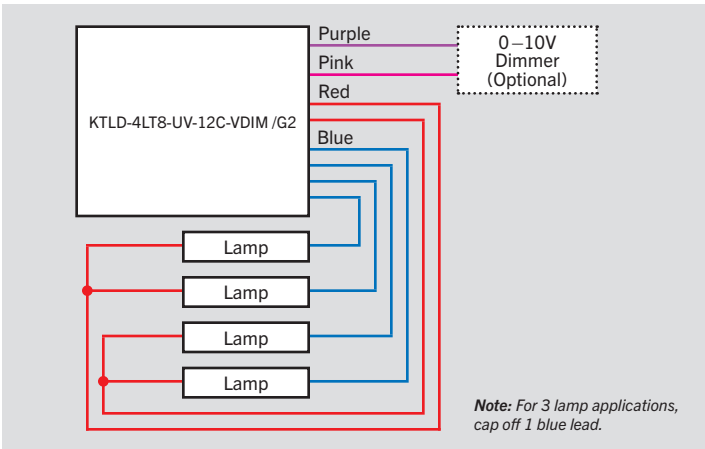 Purple
Pink
Red
Blue
0–10V
Dimmer
(Optional)
KTLD-4LT8-UV-12C-VDIM /G2
Lamp
Lamp
Lamp
Lamp
Note: For 3 lamp applications,
cap off 1 blue lead.